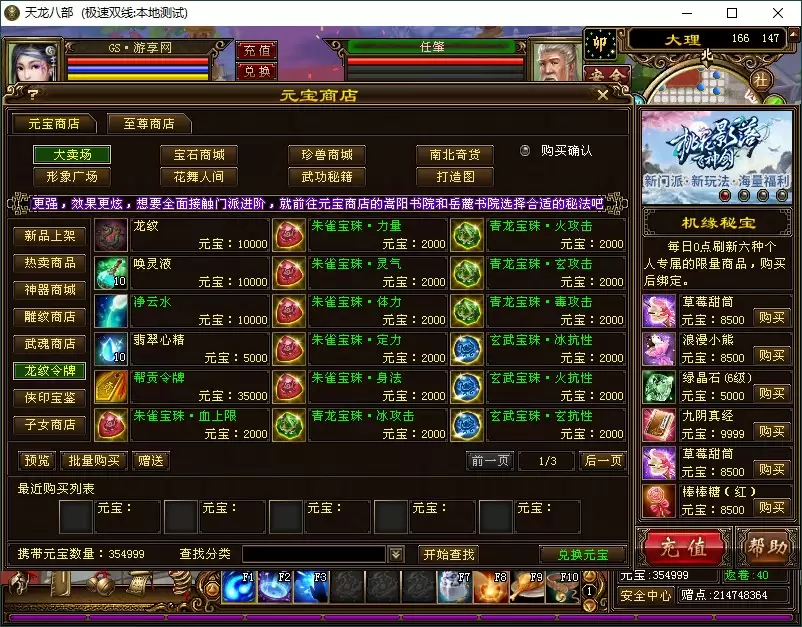 天龙八部 (极速双线:本地测试)
GS·游享网
充值
兑换
任肇
卯
安全
大理 166 147
北
社
元宝商店
元宝商店 至尊商店
大卖场 宝石商城 珍兽商城 南北奇货 购买确认
形象广场 花舞人间 武功秘籍 打造图
更强，效果更炫，想要全面接触门派进阶，就前往元宝商店的嵩阳书院和岳麓书院选择合适的秘法吧
新品上架
热卖商品
神器商城
雕纹商店
武魂商店
龙纹令牌
侠印宝鉴
子女商店
龙纹 元宝：10000
朱雀宝珠·力量 元宝：2000
青龙宝珠·火攻击 元宝：2000
唤灵液 元宝：10000 10
朱雀宝珠·灵气 元宝：2000
青龙宝珠·玄攻击 元宝：2000
净云水 元宝：10000
朱雀宝珠·体力 元宝：2000
青龙宝珠·毒攻击 元宝：2000
翡翠心精 元宝：5000 10
朱雀宝珠·定力 元宝：2000
玄武宝珠·冰抗性 元宝：2000
帮贡令牌 元宝：35000
朱雀宝珠·身法 元宝：2000
玄武宝珠·火抗性 元宝：2000
朱雀宝珠·血上限 元宝：2000
青龙宝珠·冰攻击 元宝：2000
玄武宝珠·玄抗性 元宝：2000
预览 批量购买 赠送 前一页 1/3 后一页
最近购买列表
元宝： 元宝： 元宝： 元宝： 元宝：
携带元宝数量：354999 查找分类 开始查找 兑换元宝
新门派·新玩法·海量福利
机缘秘宝
每日0点刷新六种个
人专属的限量商品，购买
后绑定。
草莓甜筒
元宝：8500 购买
浪漫小熊
元宝：8500 购买
绿晶石(6级)
元宝：5000 购买
九阴真经
元宝：9999 购买
草莓甜筒
元宝：8500 购买
棒棒糖（红）
元宝：8500 购买
充值 帮助
元宝:354999 返卷:40
安全中心 赠点:214748364
F1 F2 F3 F7 F8 F9 F10 1